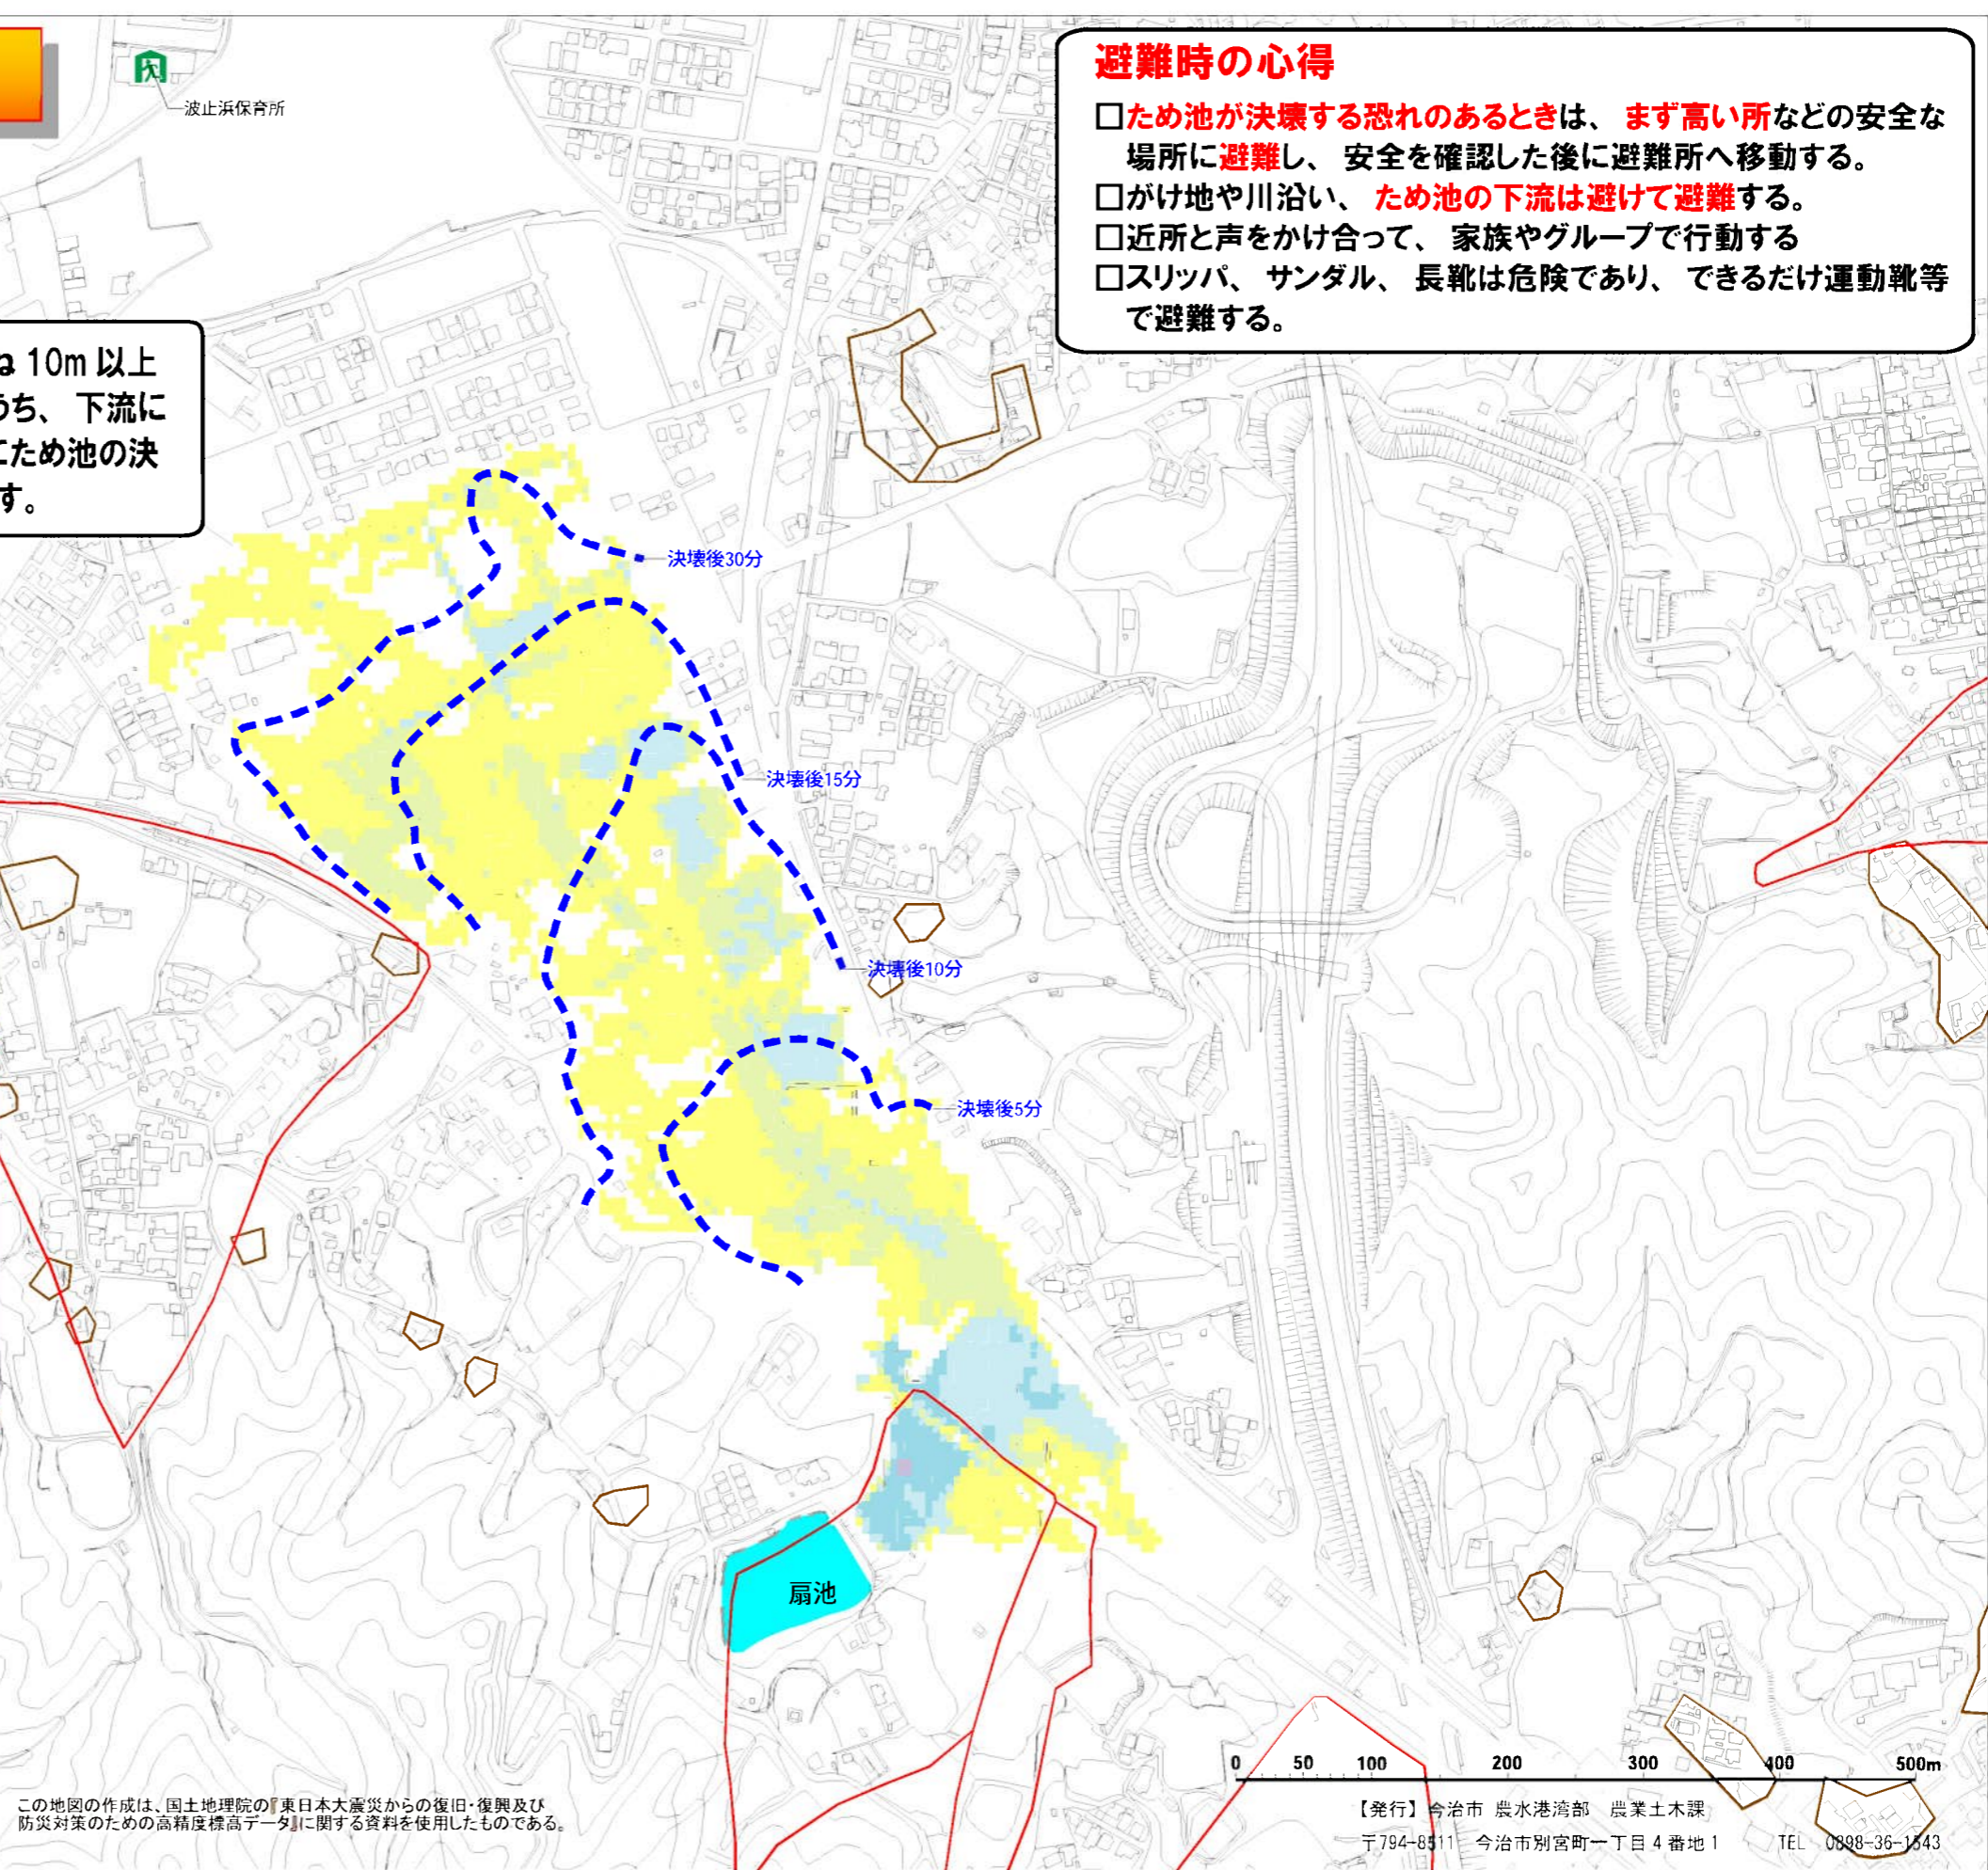 波止浜保育所
避難時の心得
□ため池が決壊する恐れのあるときは、まず高い所などの安全な
場所に避難し、安全を確認した後に避難所へ移動する。
□がけ地や川沿い、ため池の下流は避けて避難する。
□近所と声をかけ合って、家族やグループで行動する
□スリッパ、サンダル、長靴は危険であり、できるだけ運動靴等
で避難する。
ね 10m 以上
うち、下流に
にため池の決
す。
決壊後30分
決壊後15分
決壊後10分
決壊後5分
扇池
0 50 100 200 300 400 500m
この地図の作成は、国土地理院の『東日本大震災からの復旧・復興及び
防災対策のための高精度標高データ』に関する資料を使用したものである。
【発行】今治市 農水港湾部 農業土木課
〒794-8511 今治市別宮町一丁目4番地1 TEL 0898-36-1543